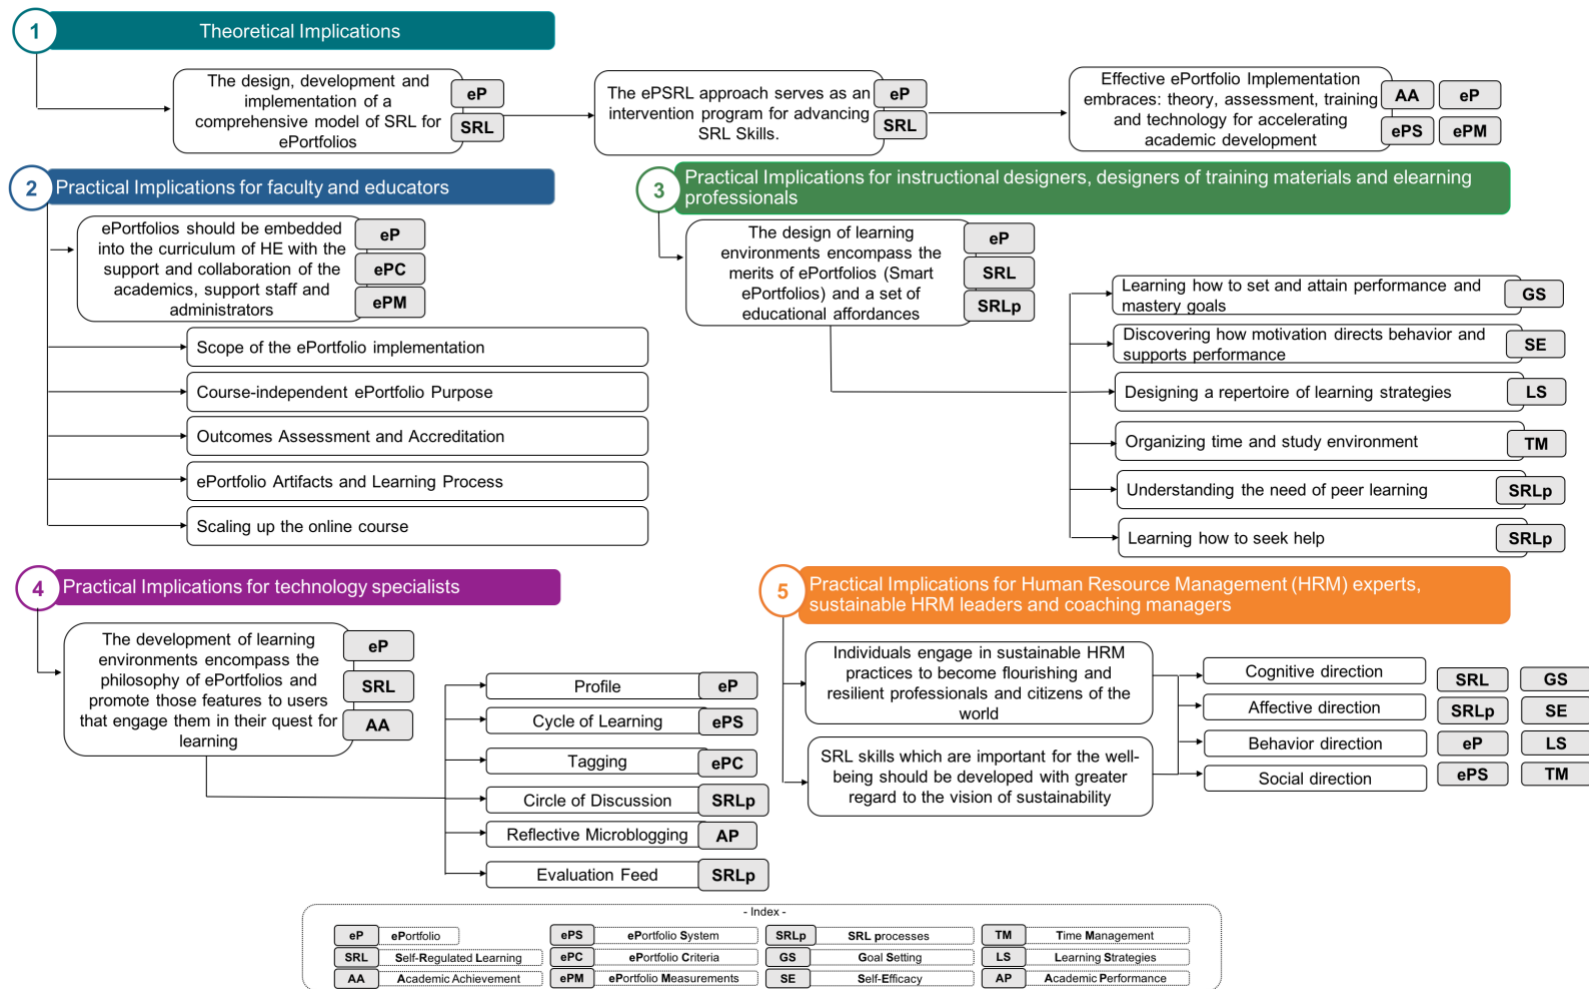 1
Theoretical Implications
The design, development and
implementation of a
comprehensive model of SRL for
ePortfolios
eP
SRL
The ePSRL approach serves as an
intervention program for advancing
SRL Skills.
eP
SRL
Effective ePortfolio Implementation
embraces: theory, assessment, training
and technology for accelerating
academic development
AA eP
ePS ePM
2
Practical Implications for faculty and educators
ePortfolios should be embedded
into the curriculum of HE with the
support and collaboration of the
academics, support staff and
administrators
eP
ePC
ePM
Scope of the ePortfolio implementation
Course-independent ePortfolio Purpose
Outcomes Assessment and Accreditation
ePortfolio Artifacts and Learning Process
Scaling up the online course
3
Practical Implications for instructional designers, designers of training materials and elearning
professionals
The design of learning
environments encompass the
merits of ePortfolios (Smart
ePortfolios) and a set of
educational affordances
eP
SRL
SRLp
Learning how to set and attain performance and
mastery goals
GS
Discovering how motivation directs behavior and
supports performance
SE
Designing a repertoire of learning strategies
LS
Organizing time and study environment
TM
Understanding the need of peer learning
SRLp
Learning how to seek help
SRLp
4
Practical Implications for technology specialists
The development of learning
environments encompass the
philosophy of ePortfolios and
promote those features to users
that engage them in their quest for
learning
eP
SRL
AA
Profile
eP
Cycle of Learning
ePS
Tagging
ePC
Circle of Discussion
SRLp
Reflective Microblogging
AP
Evaluation Feed
SRLp
5
Practical Implications for Human Resource Management (HRM) experts,
sustainable HRM leaders and coaching managers
Individuals engage in sustainable HRM
practices to become flourishing and
resilient professionals and citizens of the
world
SRL skills which are important for the well-
being should be developed with greater
regard to the vision of sustainability
Cognitive direction
Affective direction
Behavior direction
Social direction
SRL GS
SRLp SE
eP LS
ePS TM
- Index -
eP ePortfolio
ePS ePortfolio System
SRLp SRL processes
TM Time Management
SRL Self-Regulated Learning
ePC ePortfolio Criteria
GS Goal Setting
LS Learning Strategies
AA Academic Achievement
ePM ePortfolio Measurements
SE Self-Efficacy
AP Academic Performance